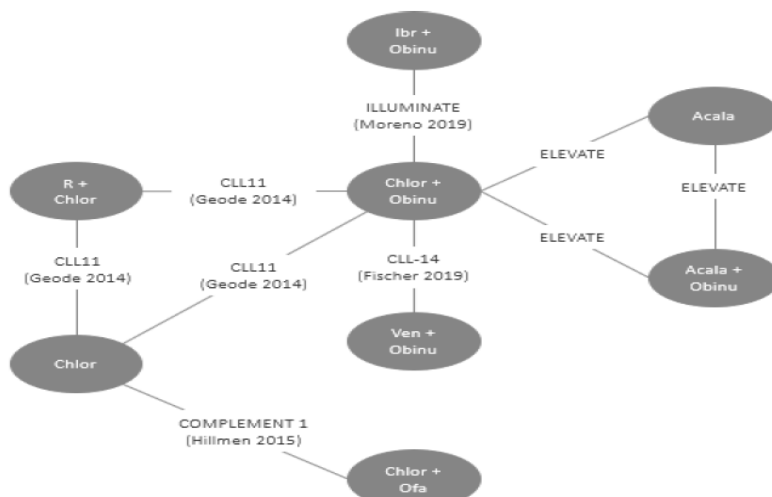 Ibr +
Obinu
ILLUMINATE
(Moreno 2019)
Acala
ELEVATE
R +
Chlor
CLL11
(Geode 2014)
Chlor +
Obinu
ELEVATE
CLL11
(Geode 2014)
CLL11
(Geode 2014)
CLL-14
(Fischer 2019)
ELEVATE
Acala +
Obinu
Chlor
Ven +
Obinu
COMPLEMENT 1
(Hillmen 2015)
Chlor +
Ofa